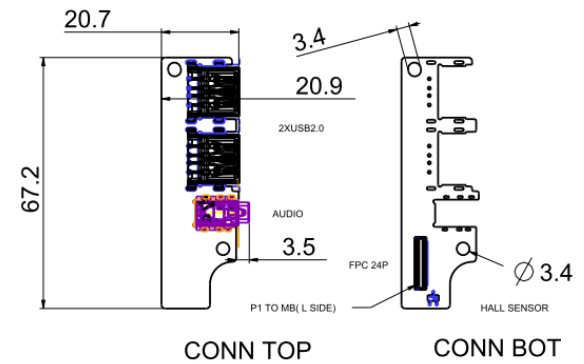 20.7
3.4
20.9
2XUSB2.0
67.2
AUDIO
3.5
FPC 24P
Ø 3.4
P1 TO MB( L SIDE)
HALL SENSOR
CONN TOP
CONN BOT